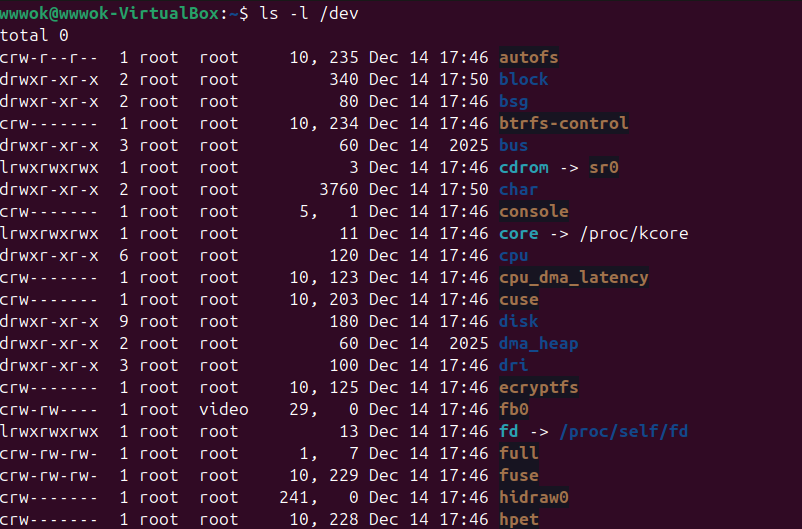 wwwok@wwwok-VirtualBox:~$ ls -l /dev
total 0
crw-r--r--  1 root  root     10, 235 Dec 14 17:46 autofs
drwxr-xr-x  2 root  root         340 Dec 14 17:50 block
drwxr-xr-x  2 root  root          80 Dec 14 17:46 bsg
crw-------  1 root  root     10, 234 Dec 14 17:46 btrfs-control
drwxr-xr-x  3 root  root          60 Dec 14  2025 bus
lrwxrwxrwx  1 root  root           3 Dec 14 17:46 cdrom -> sr0
drwxr-xr-x  2 root  root        3760 Dec 14 17:50 char
crw-------  1 root  root      5,   1 Dec 14 17:46 console
lrwxrwxrwx  1 root  root          11 Dec 14 17:46 core -> /proc/kcore
drwxr-xr-x  6 root  root         120 Dec 14 17:46 cpu
crw-------  1 root  root     10, 123 Dec 14 17:46 cpu_dma_latency
crw-------  1 root  root     10, 203 Dec 14 17:46 cuse
drwxr-xr-x  9 root  root         180 Dec 14 17:46 disk
drwxr-xr-x  2 root  root          60 Dec 14  2025 dma_heap
drwxr-xr-x  3 root  root         100 Dec 14 17:46 dri
crw-------  1 root  root     10, 125 Dec 14 17:46 ecryptfs
crw-rw----  1 root  video    29,   0 Dec 14 17:46 fb0
lrwxrwxrwx  1 root  root          13 Dec 14 17:46 fd -> /proc/self/fd
crw-rw-rw-  1 root  root      1,   7 Dec 14 17:46 full
crw-rw-rw-  1 root  root     10, 229 Dec 14 17:46 fuse
crw-------  1 root  root    241,   0 Dec 14 17:46 hidraw0
crw-------  1 root  root     10, 228 Dec 14 17:46 hpet